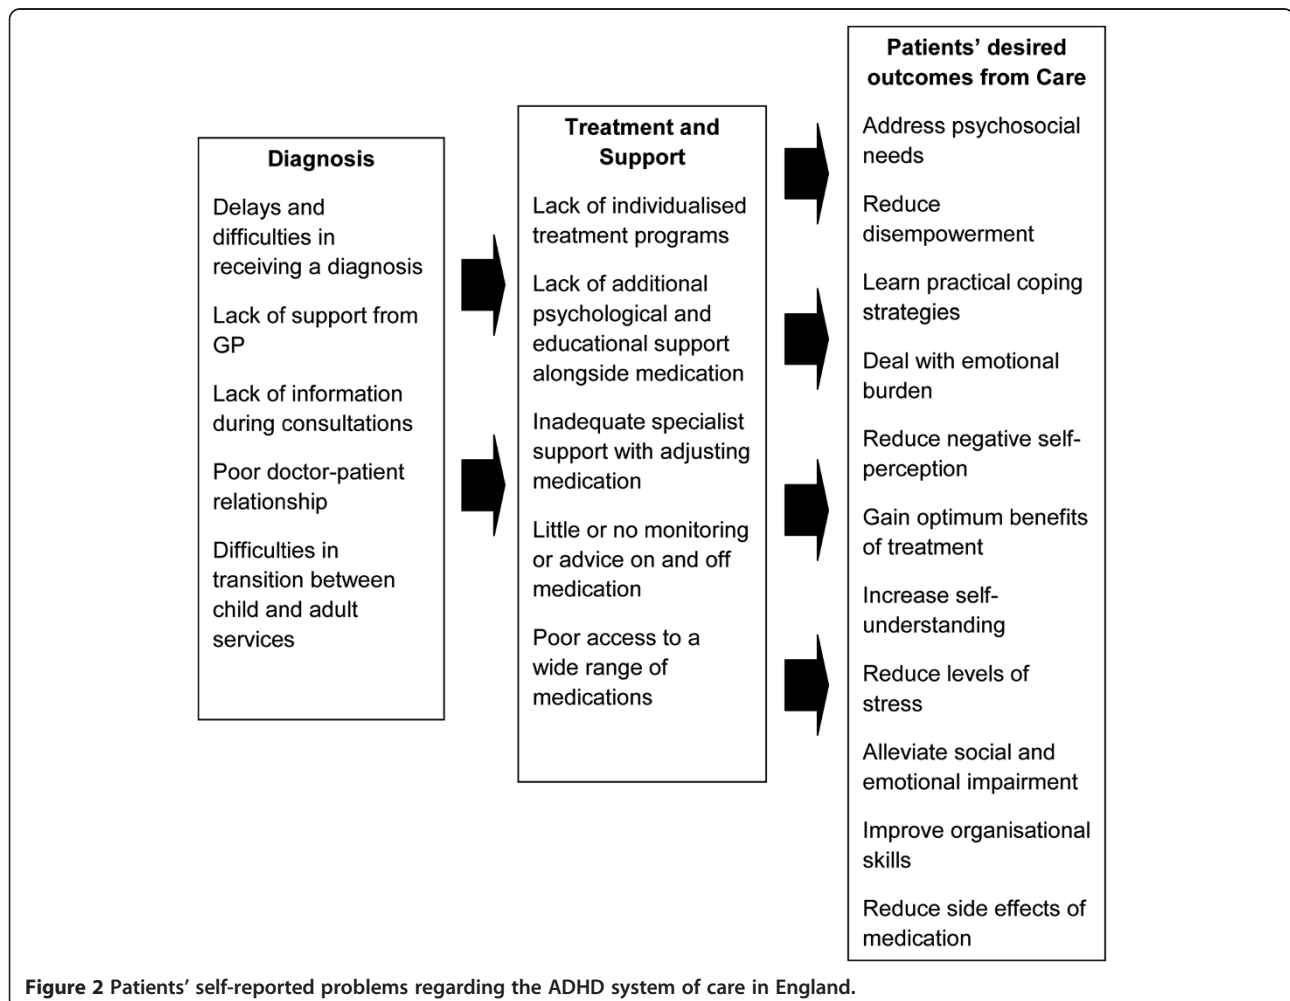 Diagnosis
Delays and
difficulties in
receiving a diagnosis
Lack of support from
GP
Lack of information
during consultations
Poor doctor-patient
relationship
Difficulties in
transition between
child and adult
services
Treatment and
Support
Lack of individualised
treatment programs
Lack of additional
psychological and
educational support
alongside medication
Inadequate specialist
support with adjusting
medication
Little or no monitoring
or advice on and off
medication
Poor access to a
wide range of
medications
Patients’ desired
outcomes from Care
Address psychosocial
needs
Reduce
disempowerment
Learn practical coping
strategies
Deal with emotional
burden
Reduce negative self-
perception
Gain optimum benefits
of treatment
Increase self-
understanding
Reduce levels of
stress
Alleviate social and
emotional impairment
Improve organisational
skills
Reduce side effects of
medication
Figure 2 Patients’ self-reported problems regarding the ADHD system of care in England.